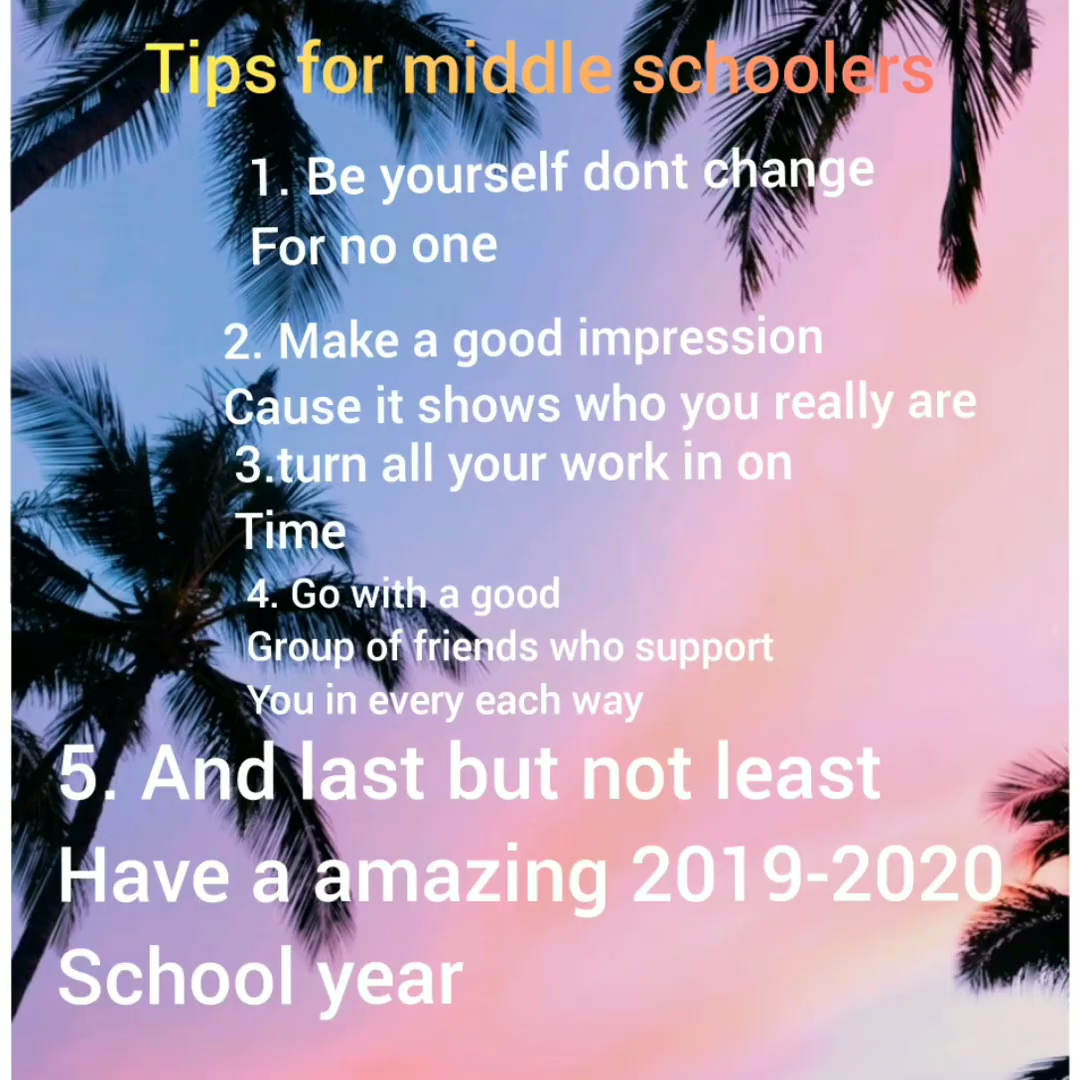 Tips for middle schoolers
1. Be yourself dont change
For no one
2. Make a good impression
Cause it shows who you really are
3.turn all your work in on
Time
4. Go with a good
Group of friends who support
You in every each way
5. And last but not least
Have a amazing 2019-2020
School year